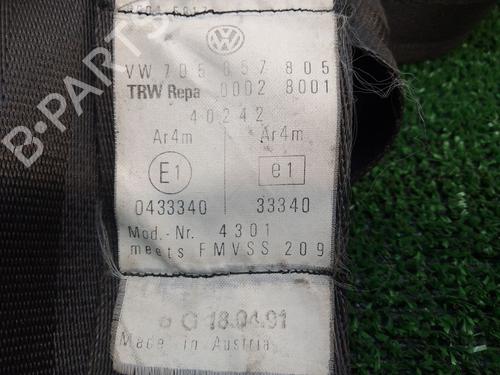 VW 705 857 805
TRW Repa 0002 8001
40242
Ar4m Ar4m
E1 e1
0433340 33340
Mod.-Nr. 4301
meets FMVSS 209
18.04.91
Made in Austria
B-PARTS